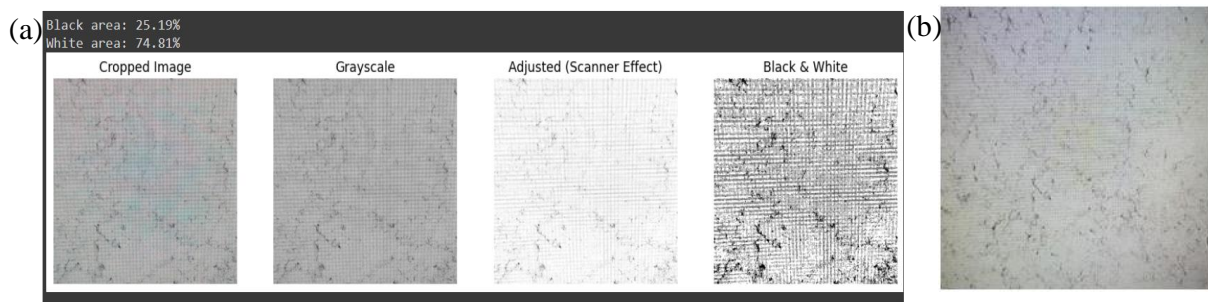 (a)
Black area: 25.19%
White area: 74.81%
Cropped Image
Grayscale
Adjusted (Scanner Effect)
Black & White
(b)